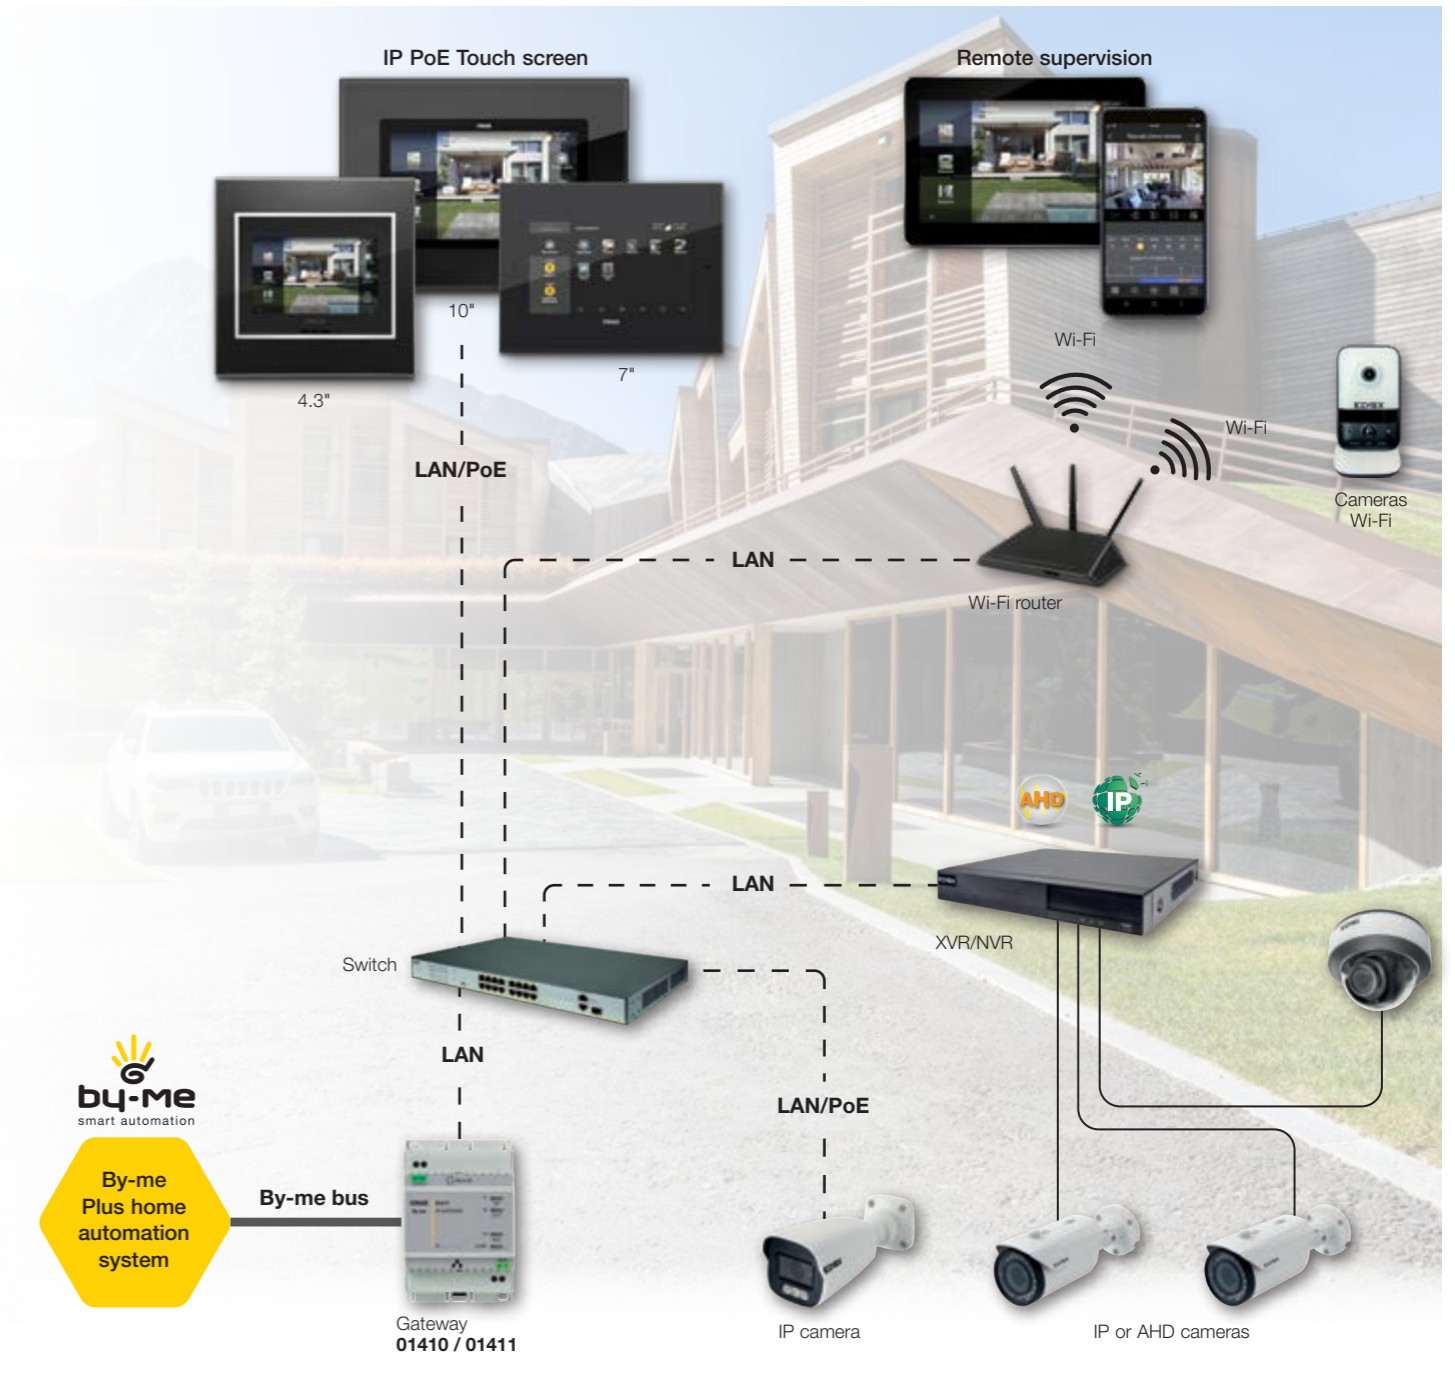 IP PoE Touch screen
Remote supervision
10"
7"
4.3"
Wi-Fi
Wi-Fi
Cameras
Wi-Fi
LAN/PoE
LAN
Wi-Fi router
AHD
IP
LAN
XVR/NVR
Switch
LAN
LAN/PoE
by-me
smart automation
By-me
Plus home
automation
system
By-me bus
Gateway
01410 / 01411
IP camera
IP or AHD cameras